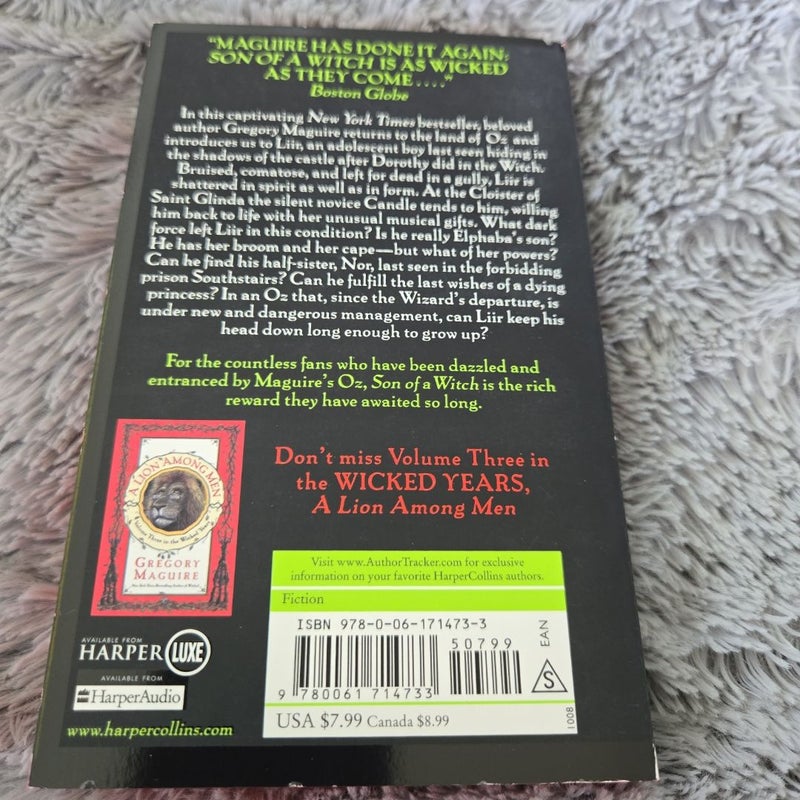 "MAGUIRE HAS DONE IT AGAIN:
SON OF A WITCH IS AS WICKED
AS THEY COME...."
Boston Globe
In this captivating New York Times bestseller, beloved
author Gregory Maguire returns to the land of Oz and
introduces us to Liir, an adolescent boy last seen hiding in
the shadows of the castle after Dorothy did in the Witch.
Bruised, comatose, and left for dead in a gully, Liir is
shattered in spirit as well as in form. At the Cloister of
Saint Glinda the silent novice Candle tends to him, willing
him back to life with her unusual musical gifts. What dark
force left Liir in this condition? Is he really Elphaba's son?
He has her broom and her cape—but what of her powers?
Can he find his half-sister, Nor, last seen in the forbidding
prison Southstairs? Can he fulfill the last wishes of a dying
princess? In an Oz that, since the Wizard's departure, is
under new and dangerous management, can Liir keep his
head down long enough to grow up?
For the countless fans who have been dazzled and
entranced by Maguire's Oz, Son of a Witch is the rich
reward they have awaited so long.
Don't miss Volume Three in
the WICKED YEARS,
A Lion Among Men
A LION AMONG MEN
Volume Three in the Wicked Years
GREGORY
MAGUIRE
Visit www.AuthorTracker.com for exclusive
information on your favorite HarperCollins authors.
Fiction
ISBN 978-0-06-171473-3
50799
EAN
9 780061 714733
S
USA $7.99 Canada $8.99
1008
AVAILABLE FROM
HARPER LUXE
AVAILABLE FROM
HarperAudio
www.harpercollins.com